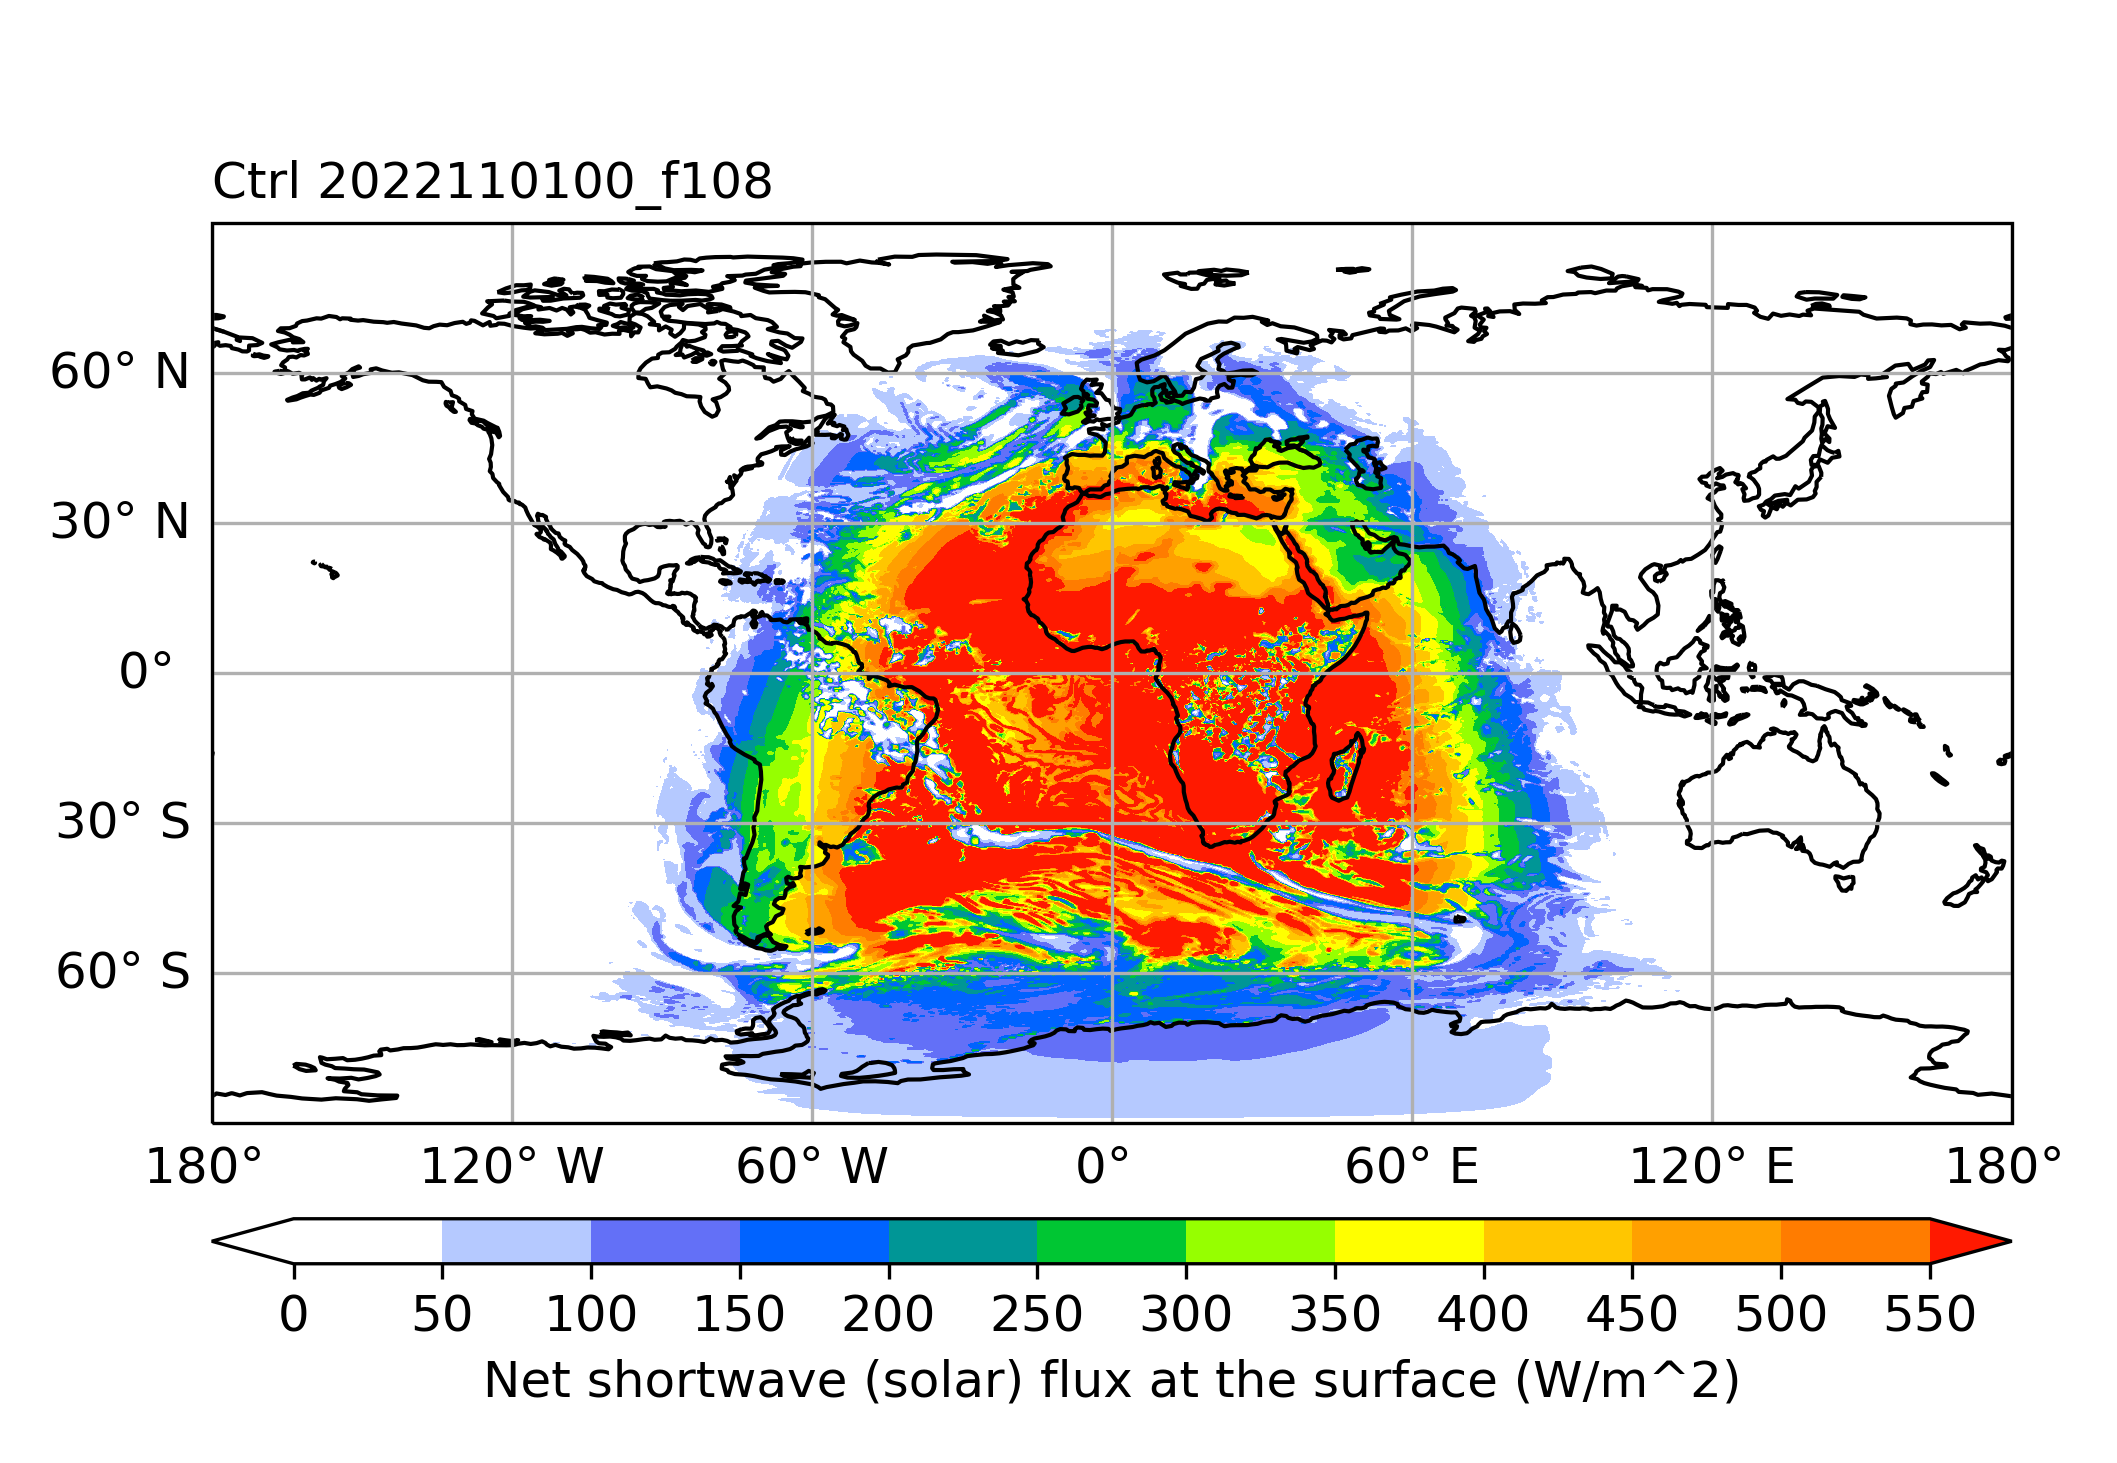 Ctrl 2022110100_f108
60° N
30° N
0°
30° S
60° S
180° 120° W 60° W 0° 60° E 120° E 180°
0 50 100 150 200 250 300 350 400 450 500 550
Net shortwave (solar) flux at the surface (W/m^2)